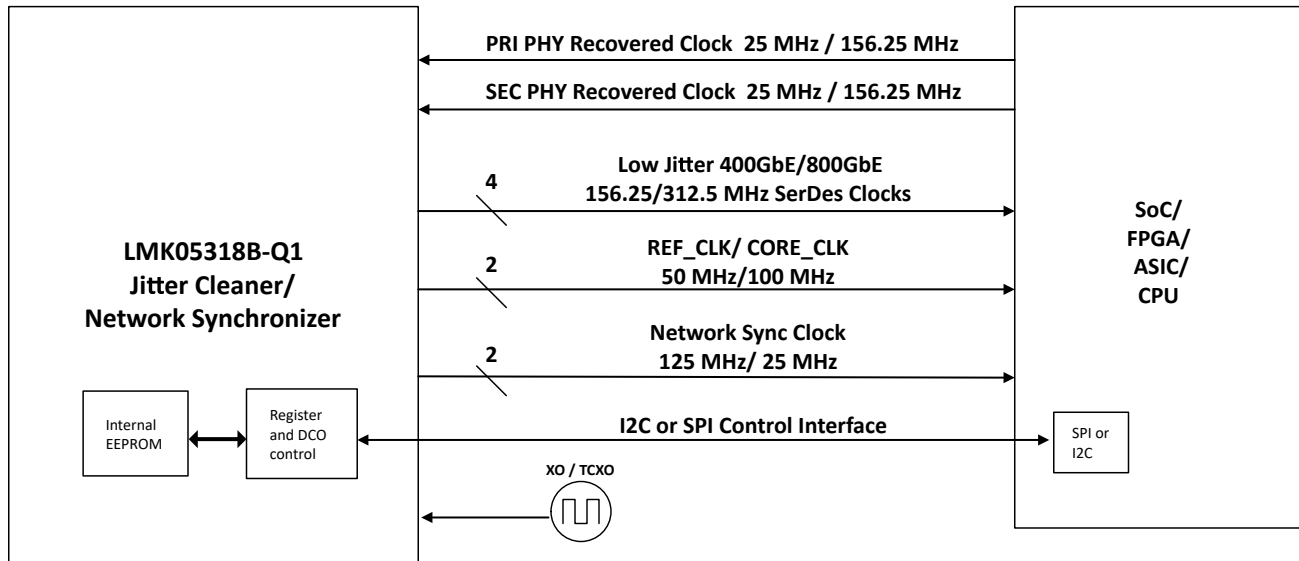 PRI PHY Recovered Clock  25 MHz / 156.25 MHz
SEC PHY Recovered Clock  25 MHz / 156.25 MHz
4
Low Jitter 400GbE/800GbE
156.25/312.5 MHz SerDes Clocks
LMK05318B-Q1
Jitter Cleaner/
Network Synchronizer
2
REF_CLK/ CORE_CLK
50 MHz/100 MHz
2
Network Sync Clock
125 MHz/ 25 MHz
SoC/
FPGA/
ASIC/
CPU
Internal
EEPROM
Register
and DCO
control
I2C or SPI Control Interface
SPI or
I2C
XO / TCXO